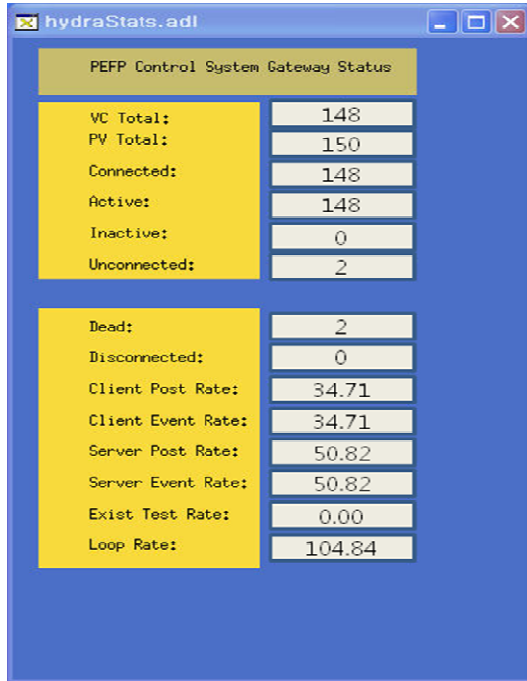 hydraStats.adl
PEFP Control System Gateway Status
VC Total: 148
PV Total: 150
Connected: 148
Active: 148
Inactive: 0
Unconnected: 2
Dead: 2
Disconnected: 0
Client Post Rate: 34.71
Client Event Rate: 34.71
Server Post Rate: 50.82
Server Event Rate: 50.82
Exist Test Rate: 0.00
Loop Rate: 104.84